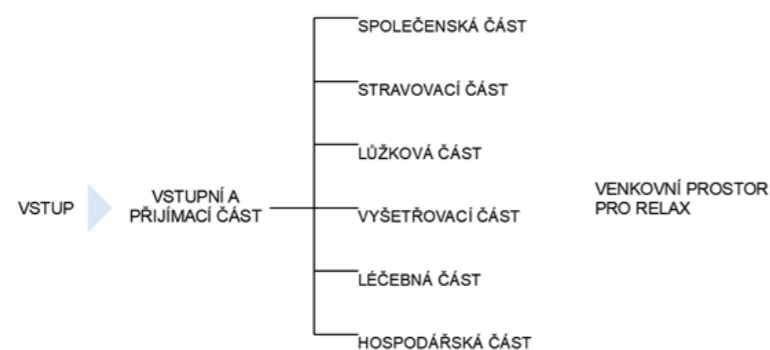 VSTUP
VSTUPNÍ A
PŘIJÍMACÍ ČÁST
SPOLEČENSKÁ ČÁST
STRAVOVACÍ ČÁST
LŮŽKOVÁ ČÁST
VYŠETŘOVACÍ ČÁST
LÉČEBNÁ ČÁST
HOSPODÁŘSKÁ ČÁST
VENKOVNÍ PROSTOR
PRO RELAX